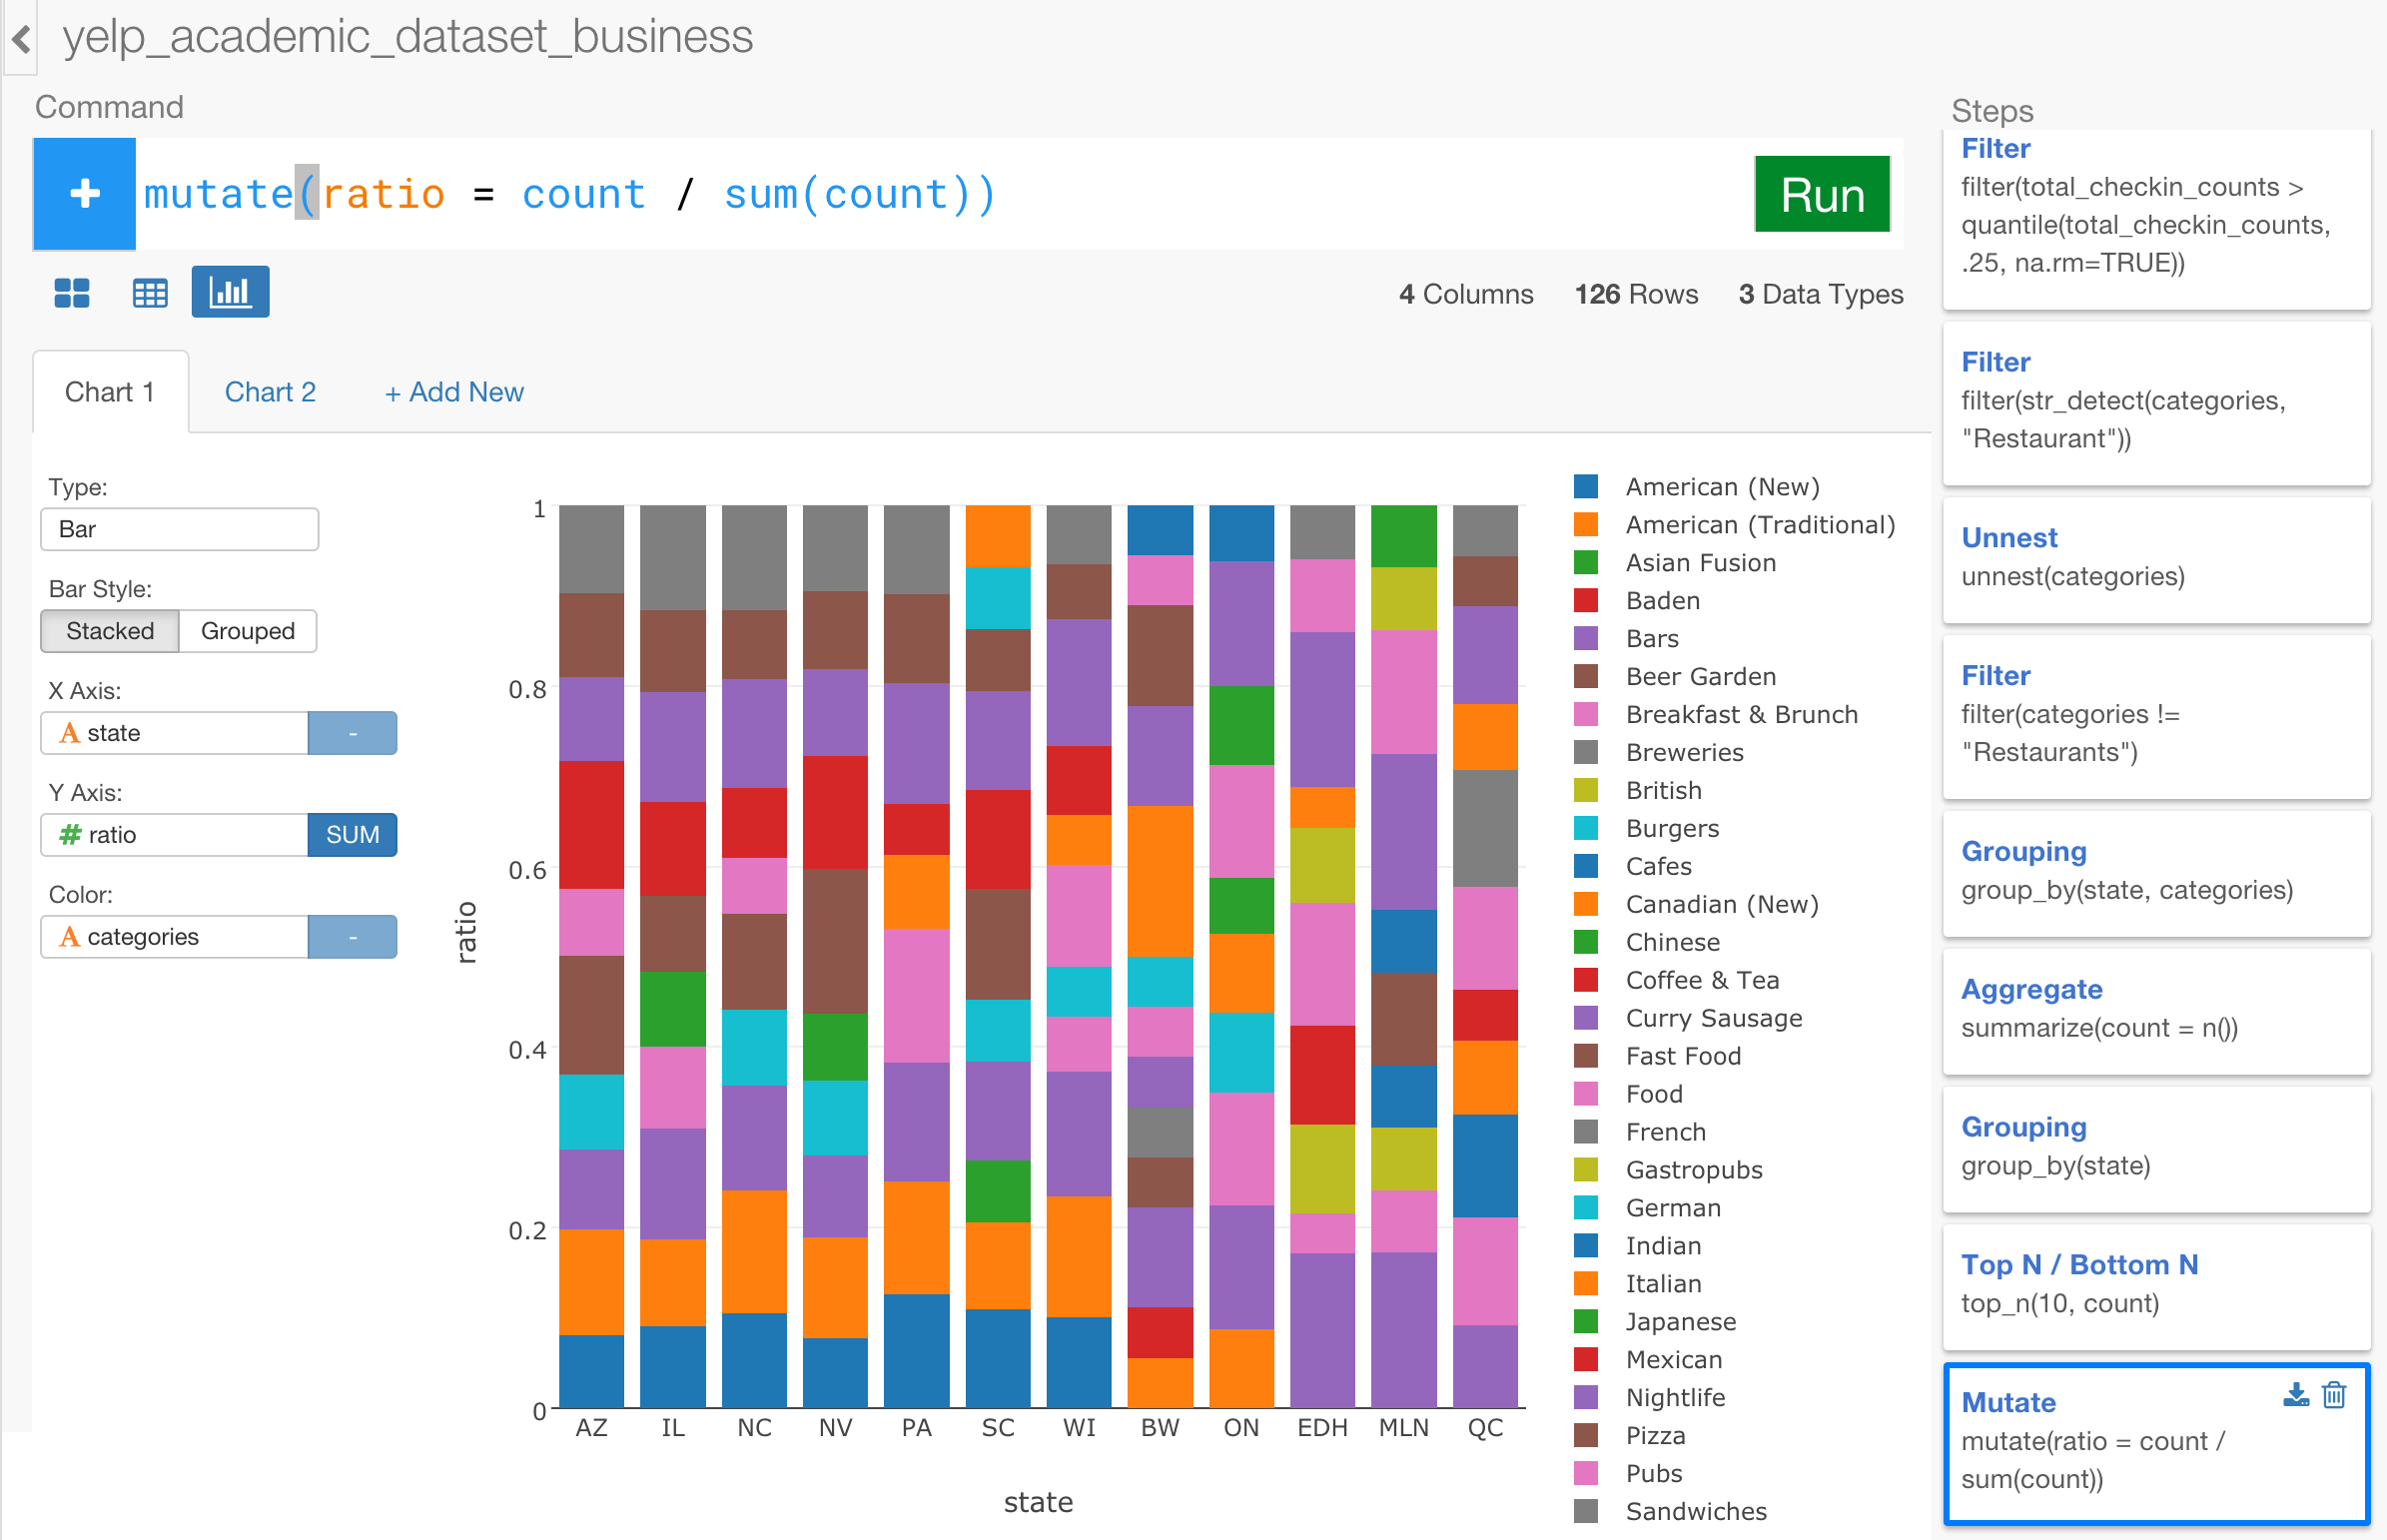 yelp_academic_dataset_business
Command
+
mutate(ratio = count / sum(count))
Run
4 Columns 126 Rows 3 Data Types
Chart 1
Chart 2
+ Add New
Type:
Bar
Bar Style:
Stacked
Grouped
X Axis:
A state
-
Y Axis:
# ratio
SUM
Color:
A categories
-
ratio
1
0.8
0.6
0.4
0.2
0
AZ IL NC NV PA SC WI BW ON EDH MLN QC
state
American (New)
American (Traditional)
Asian Fusion
Baden
Bars
Beer Garden
Breakfast & Brunch
Breweries
British
Burgers
Cafes
Canadian (New)
Chinese
Coffee & Tea
Curry Sausage
Fast Food
Food
French
Gastropubs
German
Indian
Italian
Japanese
Mexican
Nightlife
Pizza
Pubs
Sandwiches
Steps
Filter
filter(total_checkin_counts >
quantile(total_checkin_counts,
.25, na.rm=TRUE))
Filter
filter(str_detect(categories,
"Restaurant"))
Unnest
unnest(categories)
Filter
filter(categories !=
"Restaurants")
Grouping
group_by(state, categories)
Aggregate
summarize(count = n())
Grouping
group_by(state)
Top N / Bottom N
top_n(10, count)
Mutate
mutate(ratio = count /
sum(count))